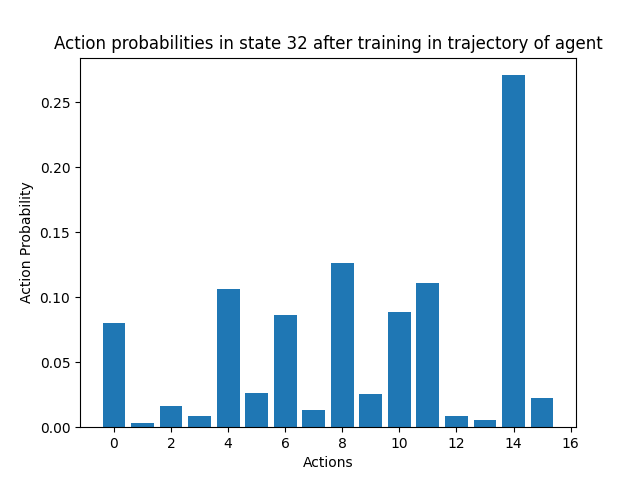 Action probabilities in state 32 after training in trajectory of agent
0.25
0.20
0.15
0.10
0.05
0.00
Action Probability
0 2 4 6 8 10 12 14 16
Actions